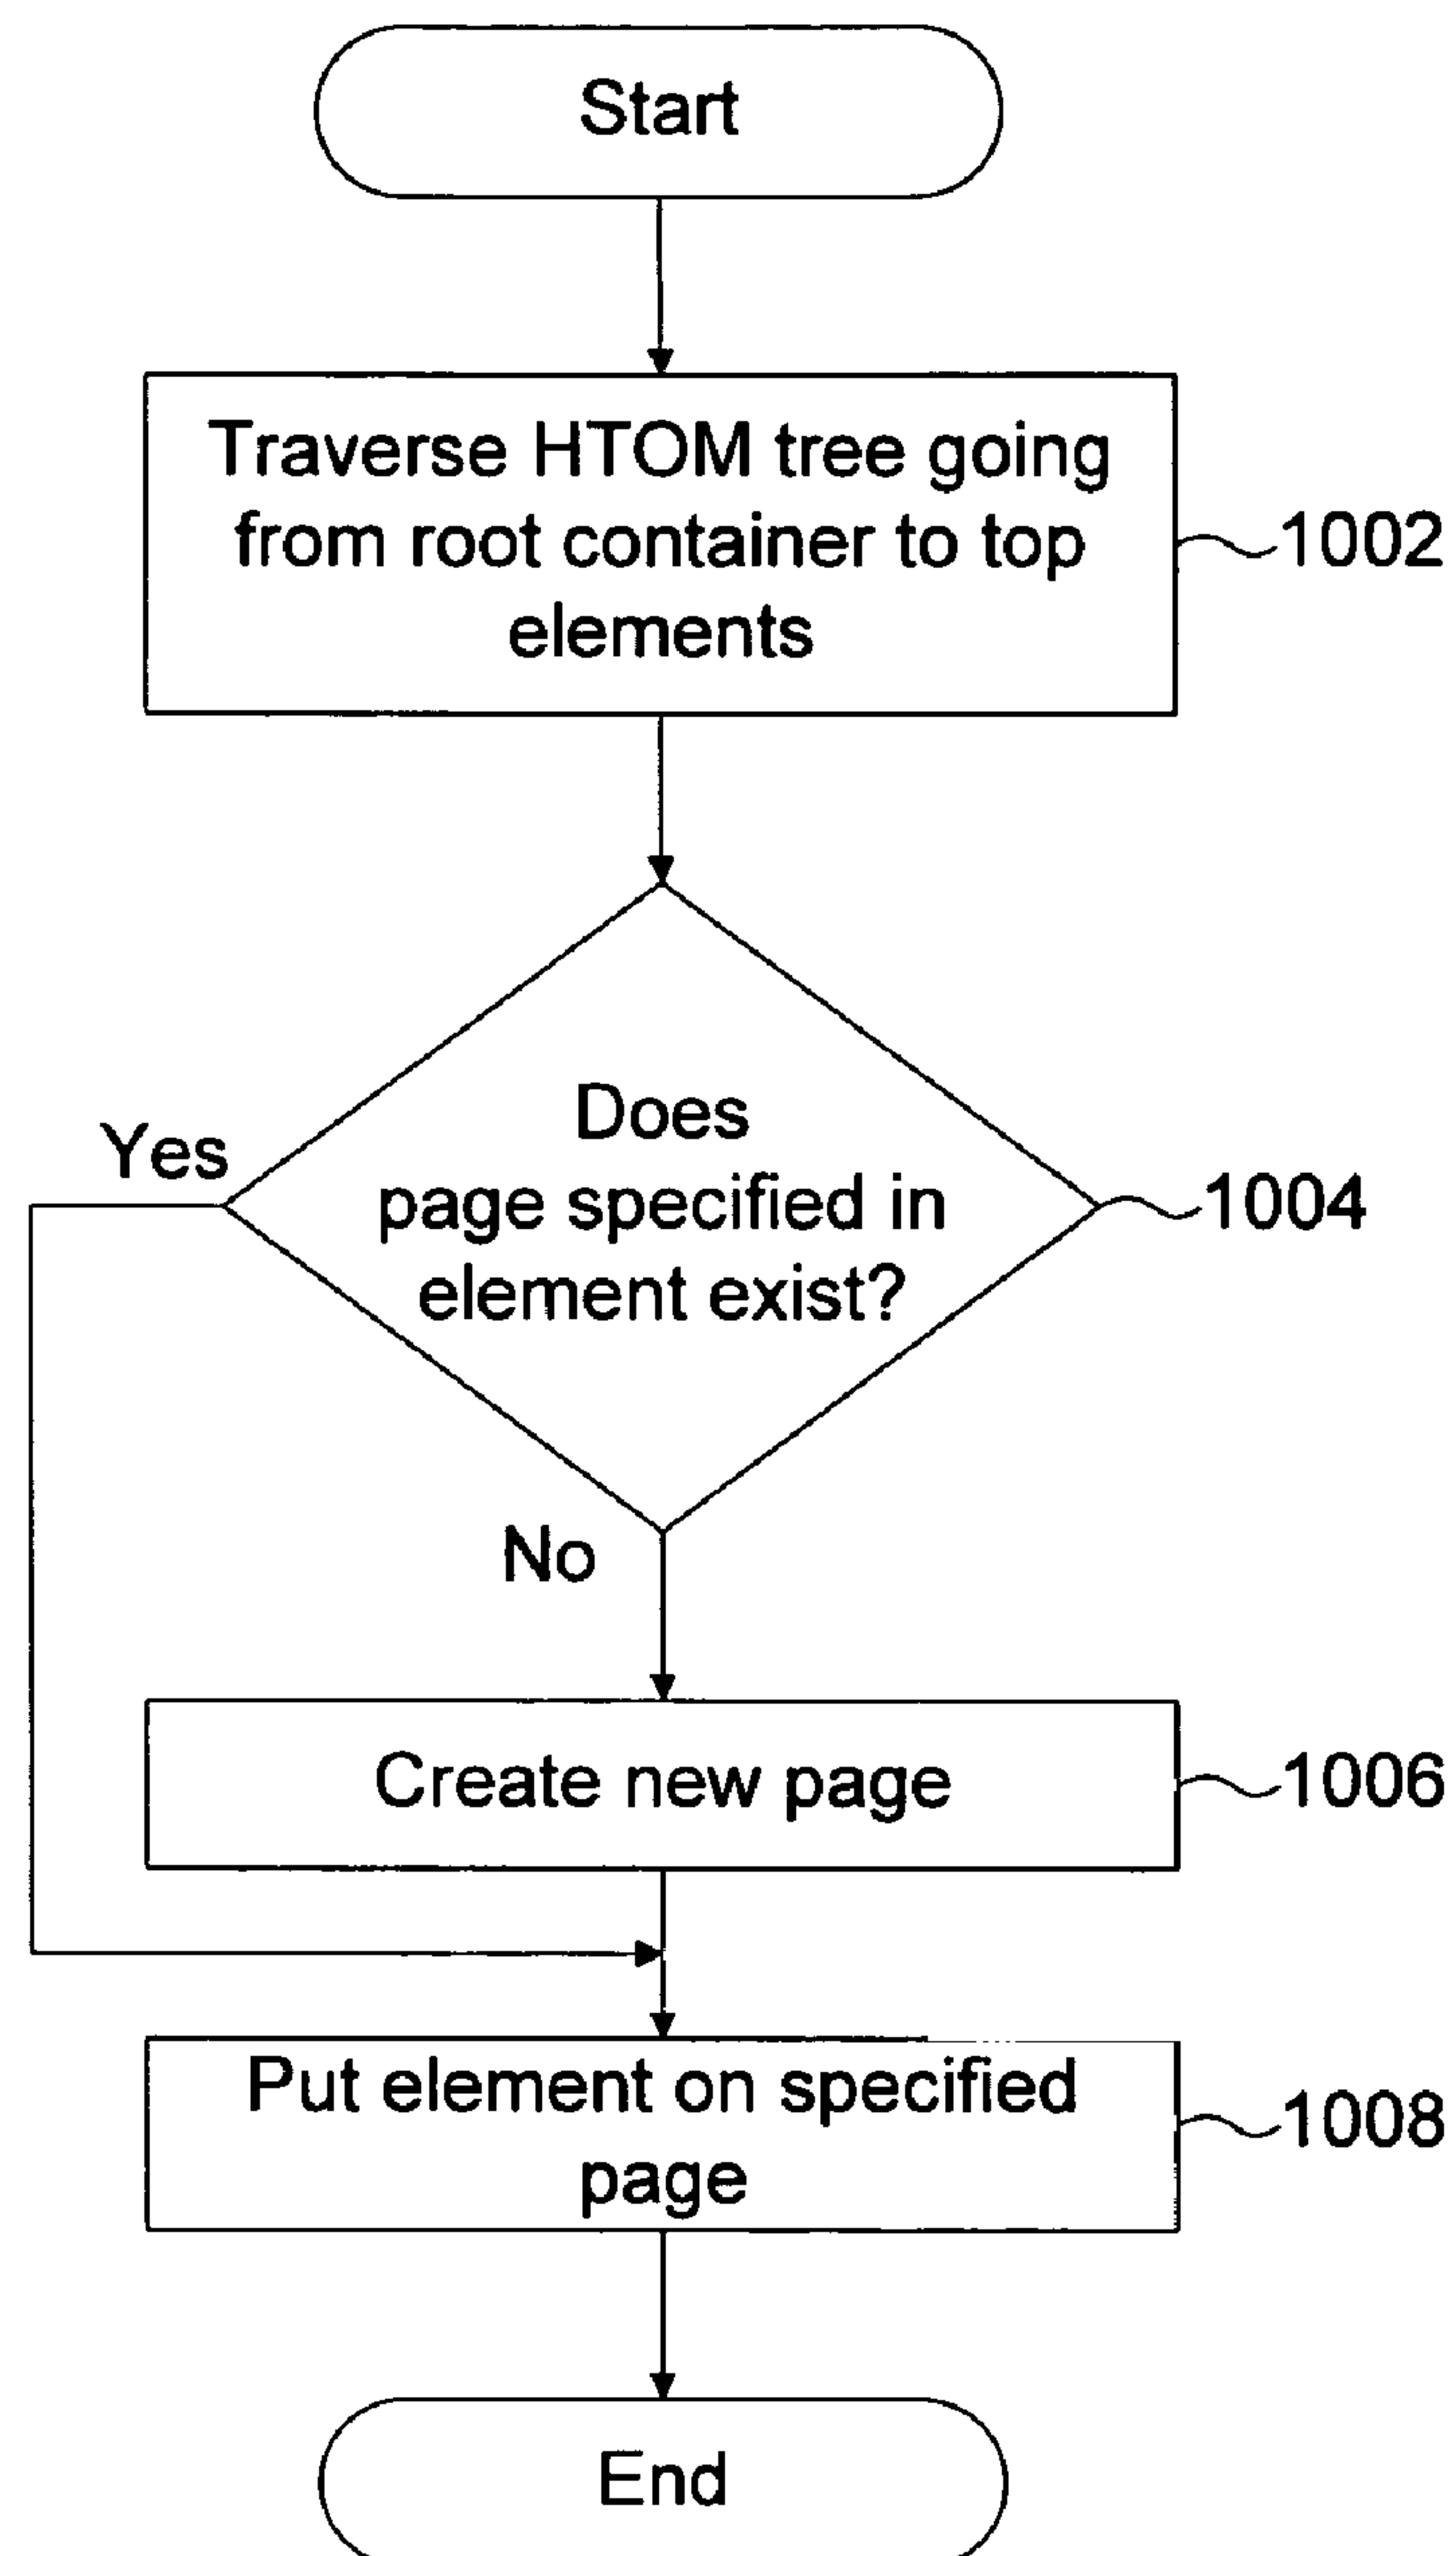 Start
Traverse HTOM tree going
from root container to top
elements
1002
Does
page specified in
element exist?
1004
Yes
No
Create new page
1006
Put element on specified
page
1008
End